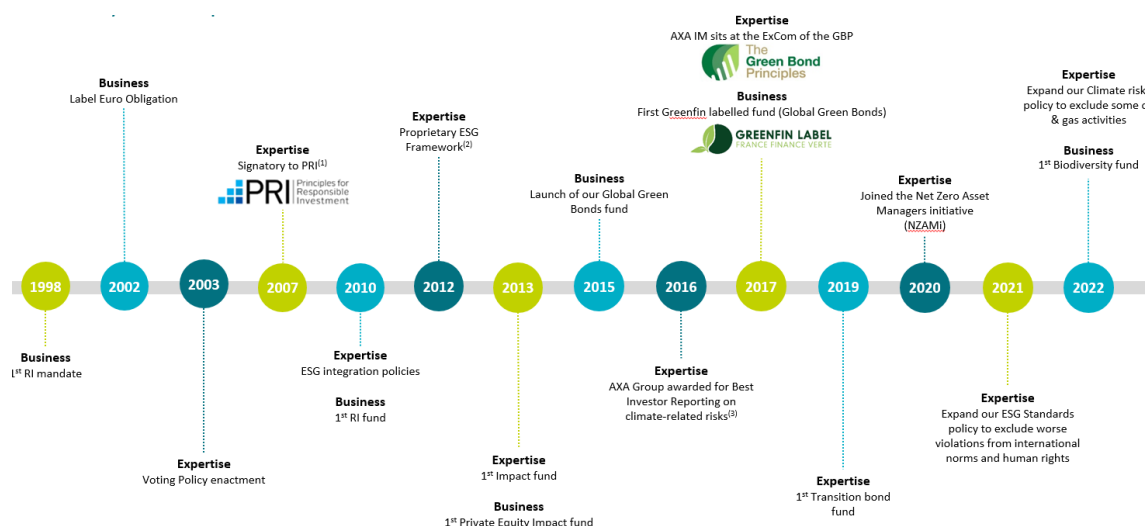 Expertise
AXA IM sits at the ExCom of the GBP
The
Green Bond
Principles
Business
First Greenfin labelled fund (Global Green Bonds)
GREENFIN LABEL
FRANCE FINANCE VERTE
Business
Label Euro Obligation
Expertise
Signatory to PRI(1)
PRI
Principles for
Responsible
Investment
Expertise
Proprietary ESG
Framework(2)
Business
Launch of our Global Green
Bonds fund
Expertise
Joined the Net Zero Asset
Managers initiative
(NZAMi)
Expertise
Expand our Climate risk
policy to exclude some
& gas activities
Business
1st Biodiversity fund
1998
2002
2003
2007
2010
2012
2013
2015
2016
2017
2019
2020
2021
2022
Business
1st RI mandate
Expertise
Voting Policy enactment
Expertise
ESG integration policies
Business
1st RI fund
Expertise
1st Impact fund
Business
1st Private Equity Impact fund
Expertise
AXA Group awarded for Best
Investor Reporting on
climate-related risks(3)
Expertise
1st Transition bond
fund
Expertise
Expand our ESG Standards
policy to exclude worse
violations from international
norms and human rights